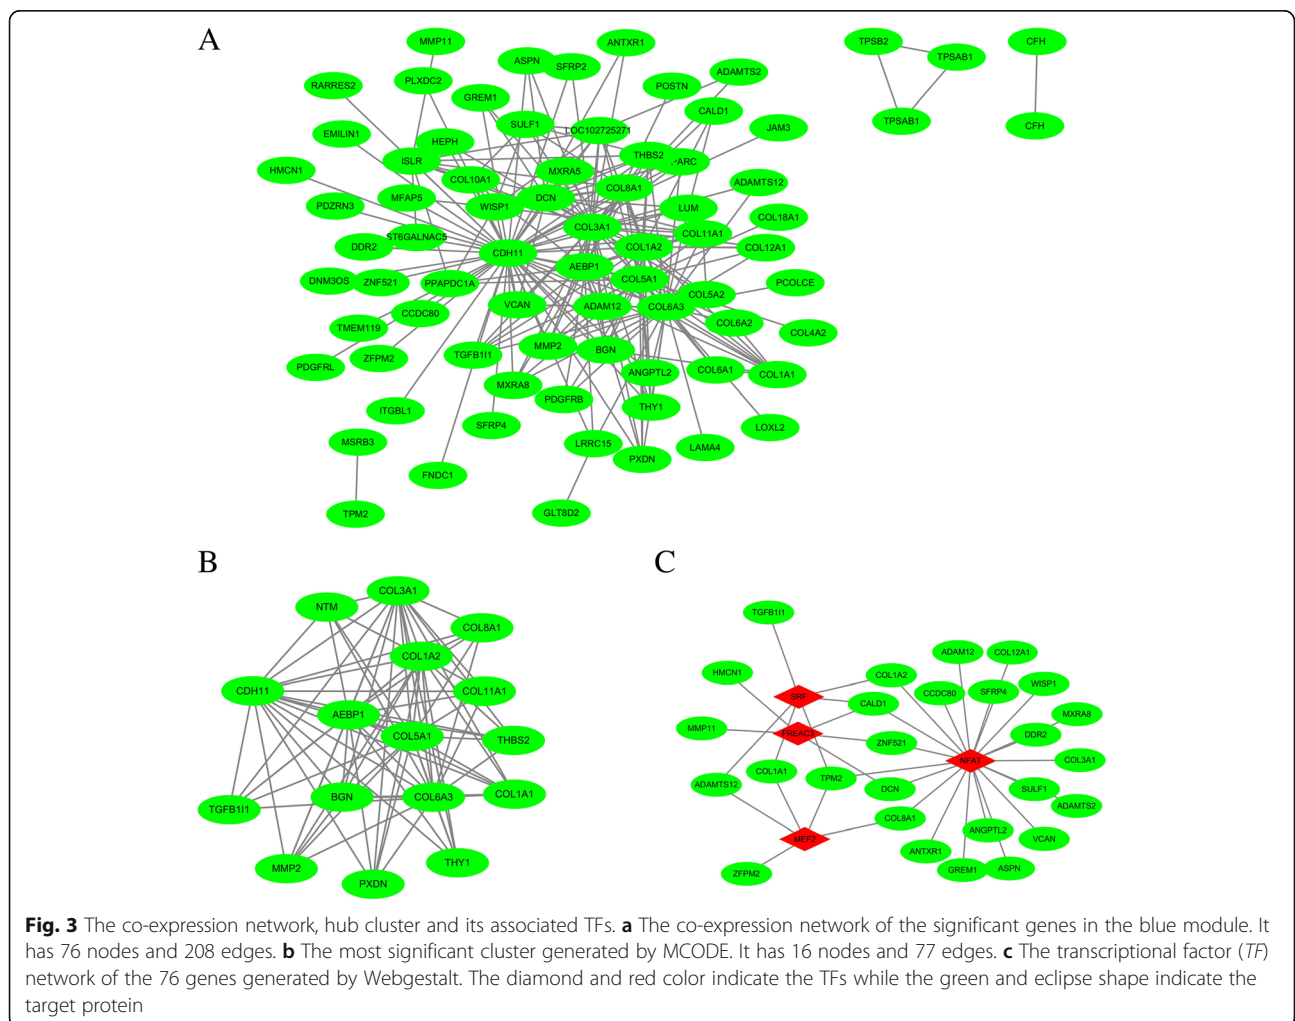 A
MMP11
ANTXR1
TPSB2
CFH
ASPN
SFRP2
TPSAB1
PLXDC2
ADAMTS2
RARRES2
POSTN
GREM1
CALD1
TPSAB1
CFH
EMILIN1
SULF1
LOC102725271
JAM3
HEPH
ISLR
THBS2
PARC
HMCN1
MXRA5
COL10A1
COL8A1
ADAMTS12
MFAP5
DCN
PDZRN3
WISP1
LUM
COL18A1
COL3A1
ST6GALNAC5
COL11A1
DDR2
COL1A2
COL12A1
CDH11
AEBP1
DNM3OS
ZNF521
PPAPDC1A
COL5A1
PCOLCE
COL5A2
VCAN
ADAM12
COL6A3
CCDC80
COL6A2
TMEM119
COL4A2
ZFPM2
TGFB1I1
MMP2
BGN
PDGFRL
ANGPTL2
COL6A1
COL1A1
MXRA8
PDGFRB
THY1
ITGBL1
SFRP4
LOXL2
MSRB3
LRRC15
LAMA4
PXDN
FNDC1
TPM2
GLT8D2
B
COL3A1
NTM
COL8A1
COL1A2
CDH11
COL11A1
AEBP1
COL5A1
THBS2
BGN
COL6A3
COL1A1
TGFB1I1
MMP2
THY1
PXDN
C
TGFB1I1
ADAM12
COL12A1
HMCN1
COL1A2
CCDC80
SFRP4
WISP1
SRF
CALD1
MXRA8
MMP11
FREAC3
DDR2
ZNF521
NFAT
COL3A1
COL1A1
TPM2
ADAMTS12
DCN
SULF1
ADAMTS2
COL8A1
ANGPTL2
MEF2
VCAN
ANTXR1
ZFPM2
GREM1
ASPN
Fig. 3 The co-expression network, hub cluster and its associated TFs. a The co-expression network of the significant genes in the blue module. It
has 76 nodes and 208 edges. b The most significant cluster generated by MCODE. It has 16 nodes and 77 edges. c The transcriptional factor (TF)
network of the 76 genes generated by Webgestalt. The diamond and red color indicate the TFs while the green and eclipse shape indicate the
target protein